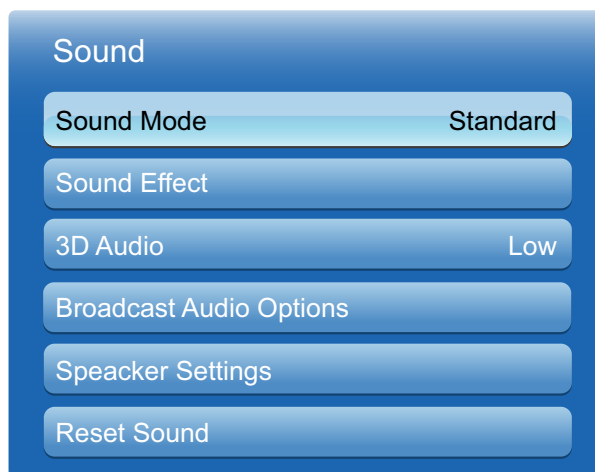 Sound
Sound Mode Standard
Sound Effect
3D Audio Low
Broadcast Audio Options
Speacker Settings
Reset Sound